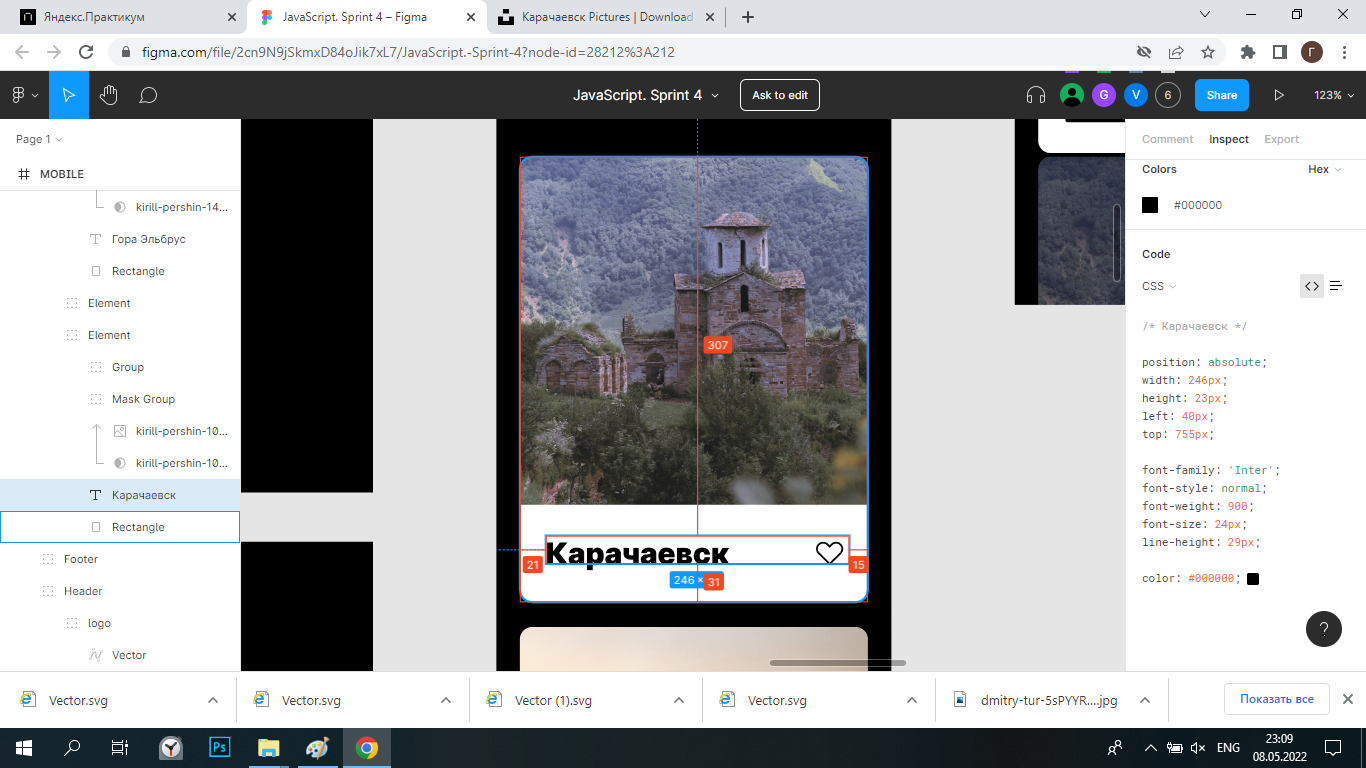 Яндекс.Практикум
JavaScript. Sprint 4 – Figma
Карачаевск Pictures | Download
figma.com/file/2cn9N9jSkmxD84oJik7xL7/JavaScript.-Sprint-4?node-id=28212%3A212
Г
JavaScript. Sprint 4
Ask to edit
G
V
6
Share
123%
Page 1
MOBILE
kirill-pershin-14...
Гора Эльбрус
Rectangle
Element
Element
Group
Mask Group
kirill-pershin-10...
kirill-pershin-10...
Карачаевск
Rectangle
Footer
Header
logo
Vector
307
Карачаевск
21
15
246 ×
31
Comment
Inspect
Export
Colors
Hex
#000000
Code
CSS
/* Карачаевск */
position: absolute;
width: 246px;
height: 23px;
left: 40px;
top: 755px;
font-family: 'Inter';
font-style: normal;
font-weight: 900;
font-size: 24px;
line-height: 29px;
color: #000000;
?
Vector.svg
Vector.svg
Vector (1).svg
Vector.svg
dmitry-tur-5sPYYR....jpg
Показать все
Ps
ENG
23:09
08.05.2022